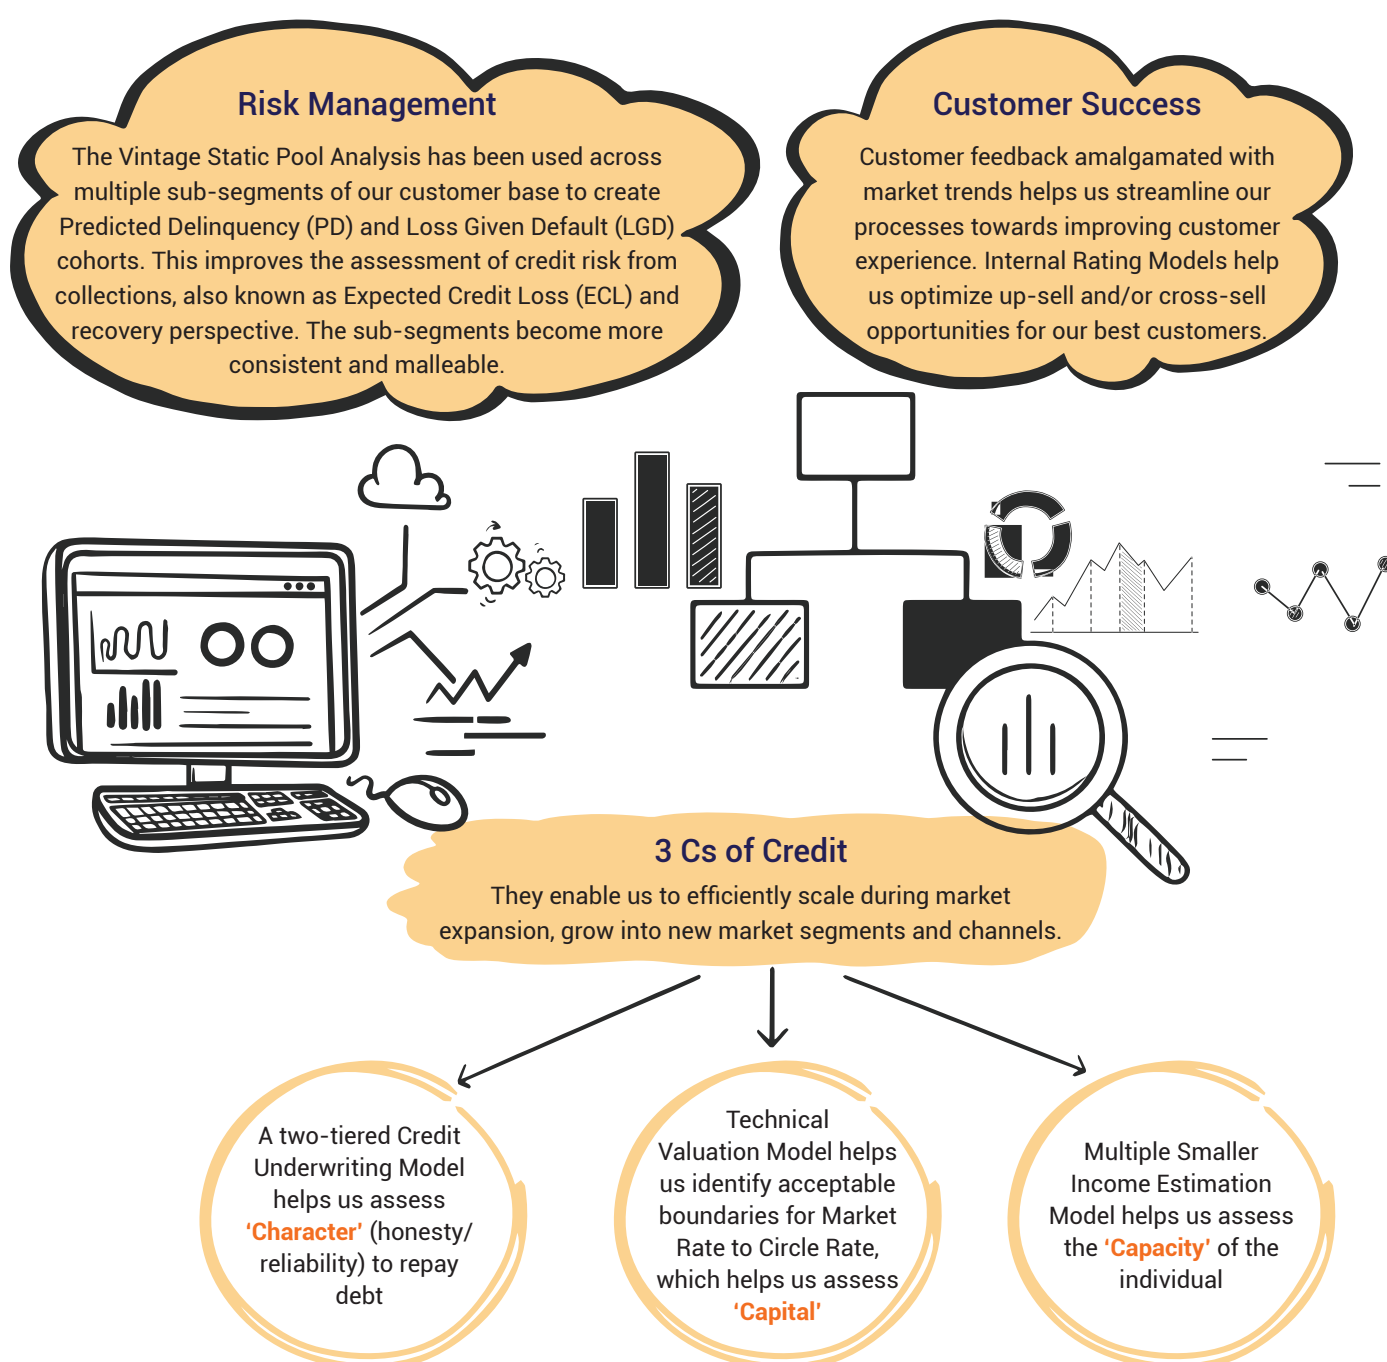 Risk Management
The Vintage Static Pool Analysis has been used across
multiple sub-segments of our customer base to create
Predicted Delinquency (PD) and Loss Given Default (LGD)
cohorts. This improves the assessment of credit risk from
collections, also known as Expected Credit Loss (ECL) and
recovery perspective. The sub-segments become more
consistent and malleable.
Customer Success
Customer feedback amalgamated with
market trends helps us streamline our
processes towards improving customer
experience. Internal Rating Models help
us optimize up-sell and/or cross-sell
opportunities for our best customers.
3 Cs of Credit
They enable us to efficiently scale during market
expansion, grow into new market segments and channels.
A two-tiered Credit
Underwriting Model
helps us assess
‘Character’ (honesty/
reliability) to repay
debt
Technical
Valuation Model helps
us identify acceptable
boundaries for Market
Rate to Circle Rate,
which helps us assess
‘Capital’
Multiple Smaller
Income Estimation
Model helps us assess
the ‘Capacity’ of the
individual